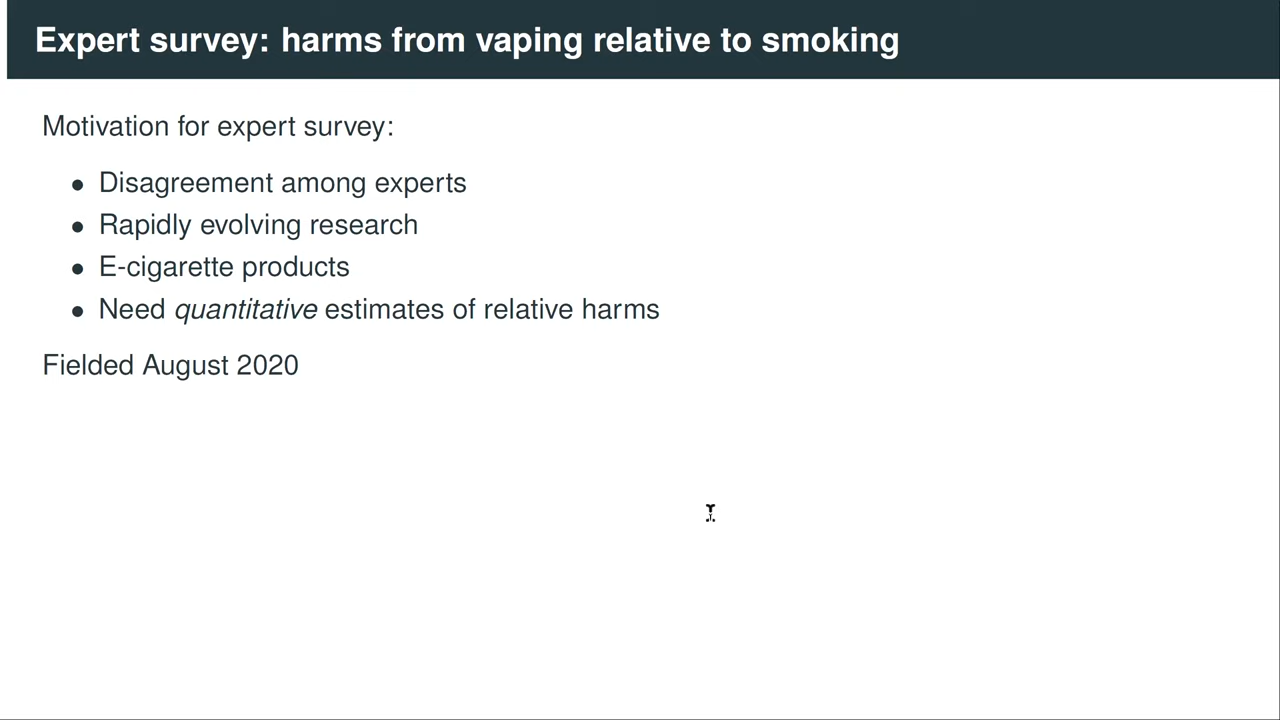 Expert survey: harms from vaping relative to smoking
Motivation for expert survey:
• Disagreement among experts
• Rapidly evolving research
• E-cigarette products
• Need quantitative estimates of relative harms
Fielded August 2020